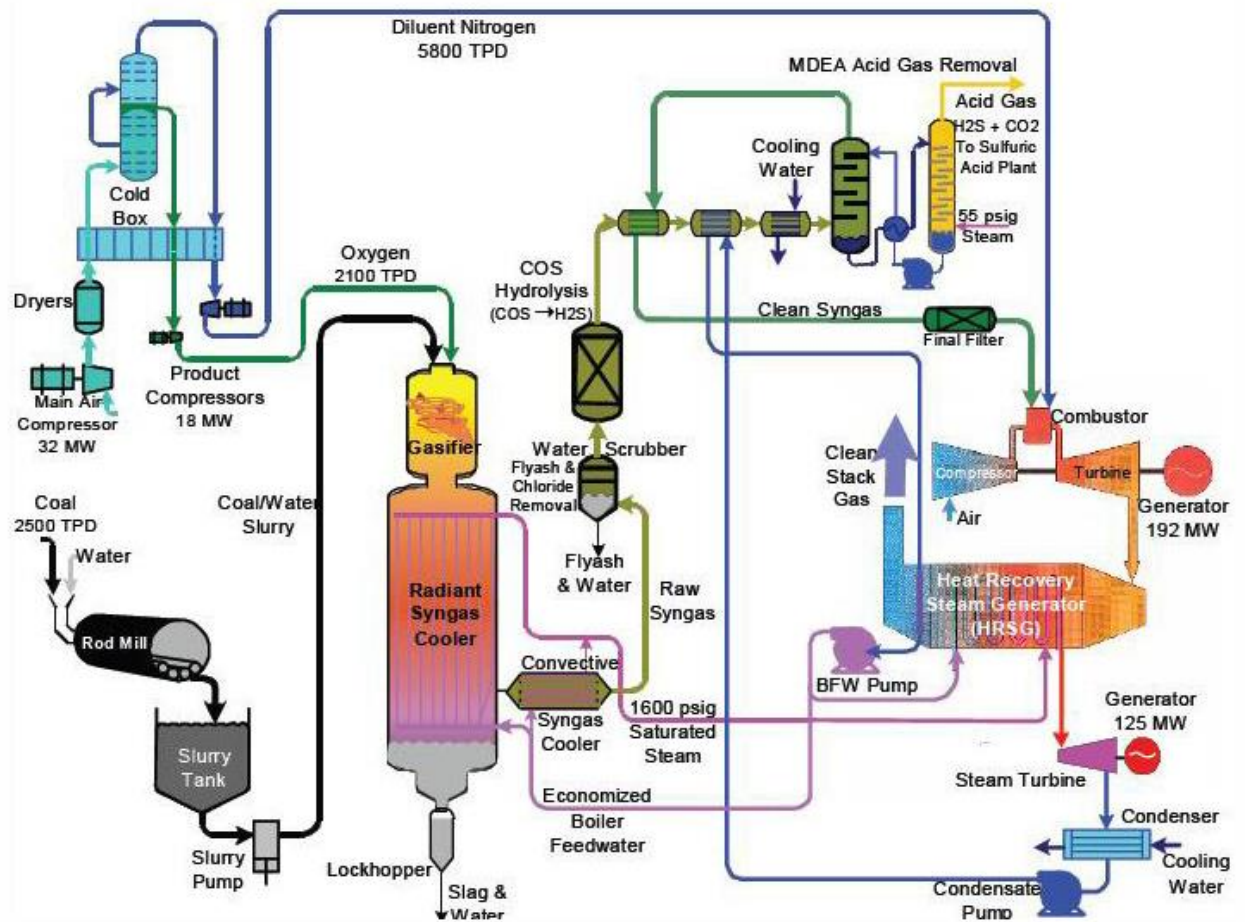 Diluent Nitrogen
5800 TPD
MDEA Acid Gas Removal
Acid Gas
H2S + CO2
To Sulfuric
Acid Plant
Cooling
Water
55 psig
Steam
Cold
Box
Dryers
Oxygen
2100 TPD
COS
Hydrolysis
(COS →H2S)
Clean Syngas
Final Filter
Product
Compressors
18 MW
Main Air
Compressor
32 MW
Gasifier
Water Scrubber
Flyash &
Chloride
Removal
Flyash
& Water
Clean
Stack
Gas
Combustor
Compressor
Turbine
Air
Generator
192 MW
Coal
2500 TPD
Water
Coal/Water
Slurry
Rod Mill
Radiant
Syngas
Cooler
Raw
Syngas
Heat Recovery
Steam Generator
(HRSG)
Convective
Syngas
Cooler
BFW Pump
1600 psig
Saturated
Steam
Generator
125 MW
Steam Turbine
Slurry
Tank
Economized
Boiler
Feedwater
Condenser
Cooling
Water
Slurry
Pump
Lockhopper
Slag &
Water
Condensate
Pump